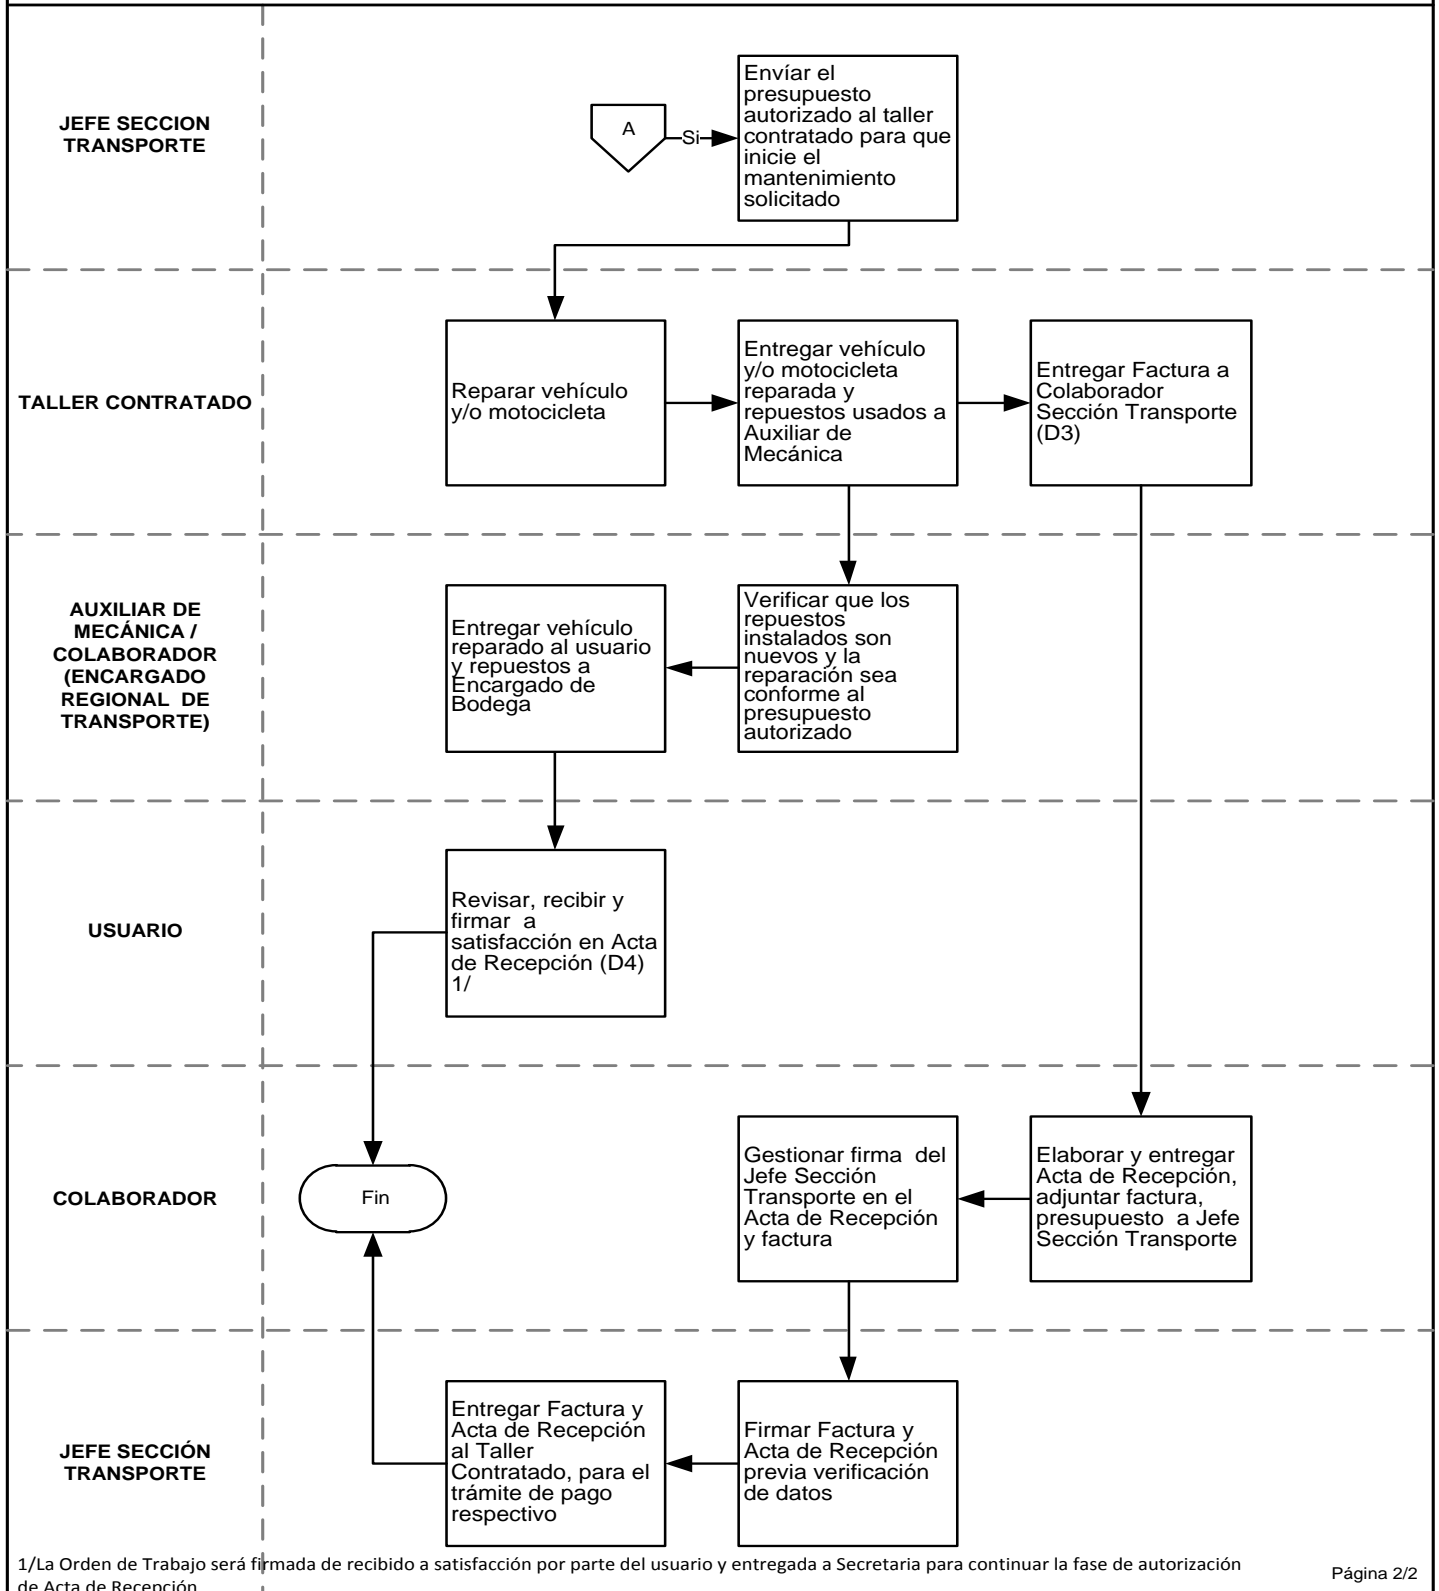 JEFE SECCION
TRANSPORTE
A
Si
Envíar el
presupuesto
autorizado al taller
contratado para que
inicie el
mantenimiento
solicitado
TALLER CONTRATADO
Reparar vehículo
y/o motocicleta
Entregar vehículo
y/o motocicleta
reparada y
repuestos usados a
Auxiliar de
Mecánica
Entregar Factura a
Colaborador
Sección Transporte
(D3)
AUXILIAR DE
MECÁNICA /
COLABORADOR
(ENCARGADO
REGIONAL DE
TRANSPORTE)
Entregar vehículo
reparado al usuario
y repuestos a
Encargado de
Bodega
Verificar que los
repuestos
instalados son
nuevos y la
reparación sea
conforme al
presupuesto
autorizado
USUARIO
Revisar, recibir y
firmar a
satisfacción en Acta
de Recepción (D4)
1/
COLABORADOR
Fin
Gestionar firma del
Jefe Sección
Transporte en el
Acta de Recepción
y factura
Elaborar y entregar
Acta de Recepción,
adjuntar factura,
presupuesto a Jefe
Sección Transporte
JEFE SECCIÓN
TRANSPORTE
Entregar Factura y
Acta de Recepción
al Taller
Contratado, para el
trámite de pago
respectivo
Firmar Factura y
Acta de Recepción
previa verificación
de datos
1/La Orden de Trabajo será firmada de recibido a satisfacción por parte del usuario y entregada a Secretaria para continuar la fase de autorización
de Acta de Recepción
Página 2/2